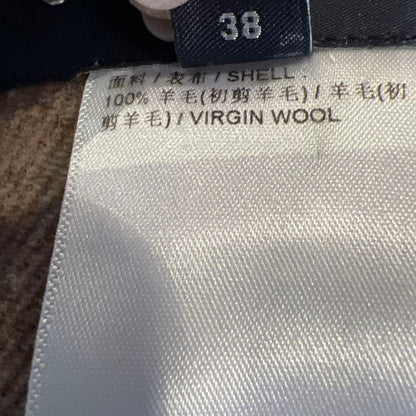 38
面料 / 表布 / SHELL :
100% 羊毛(初剪羊毛) / 羊毛(初
剪羊毛) / VIRGIN WOOL